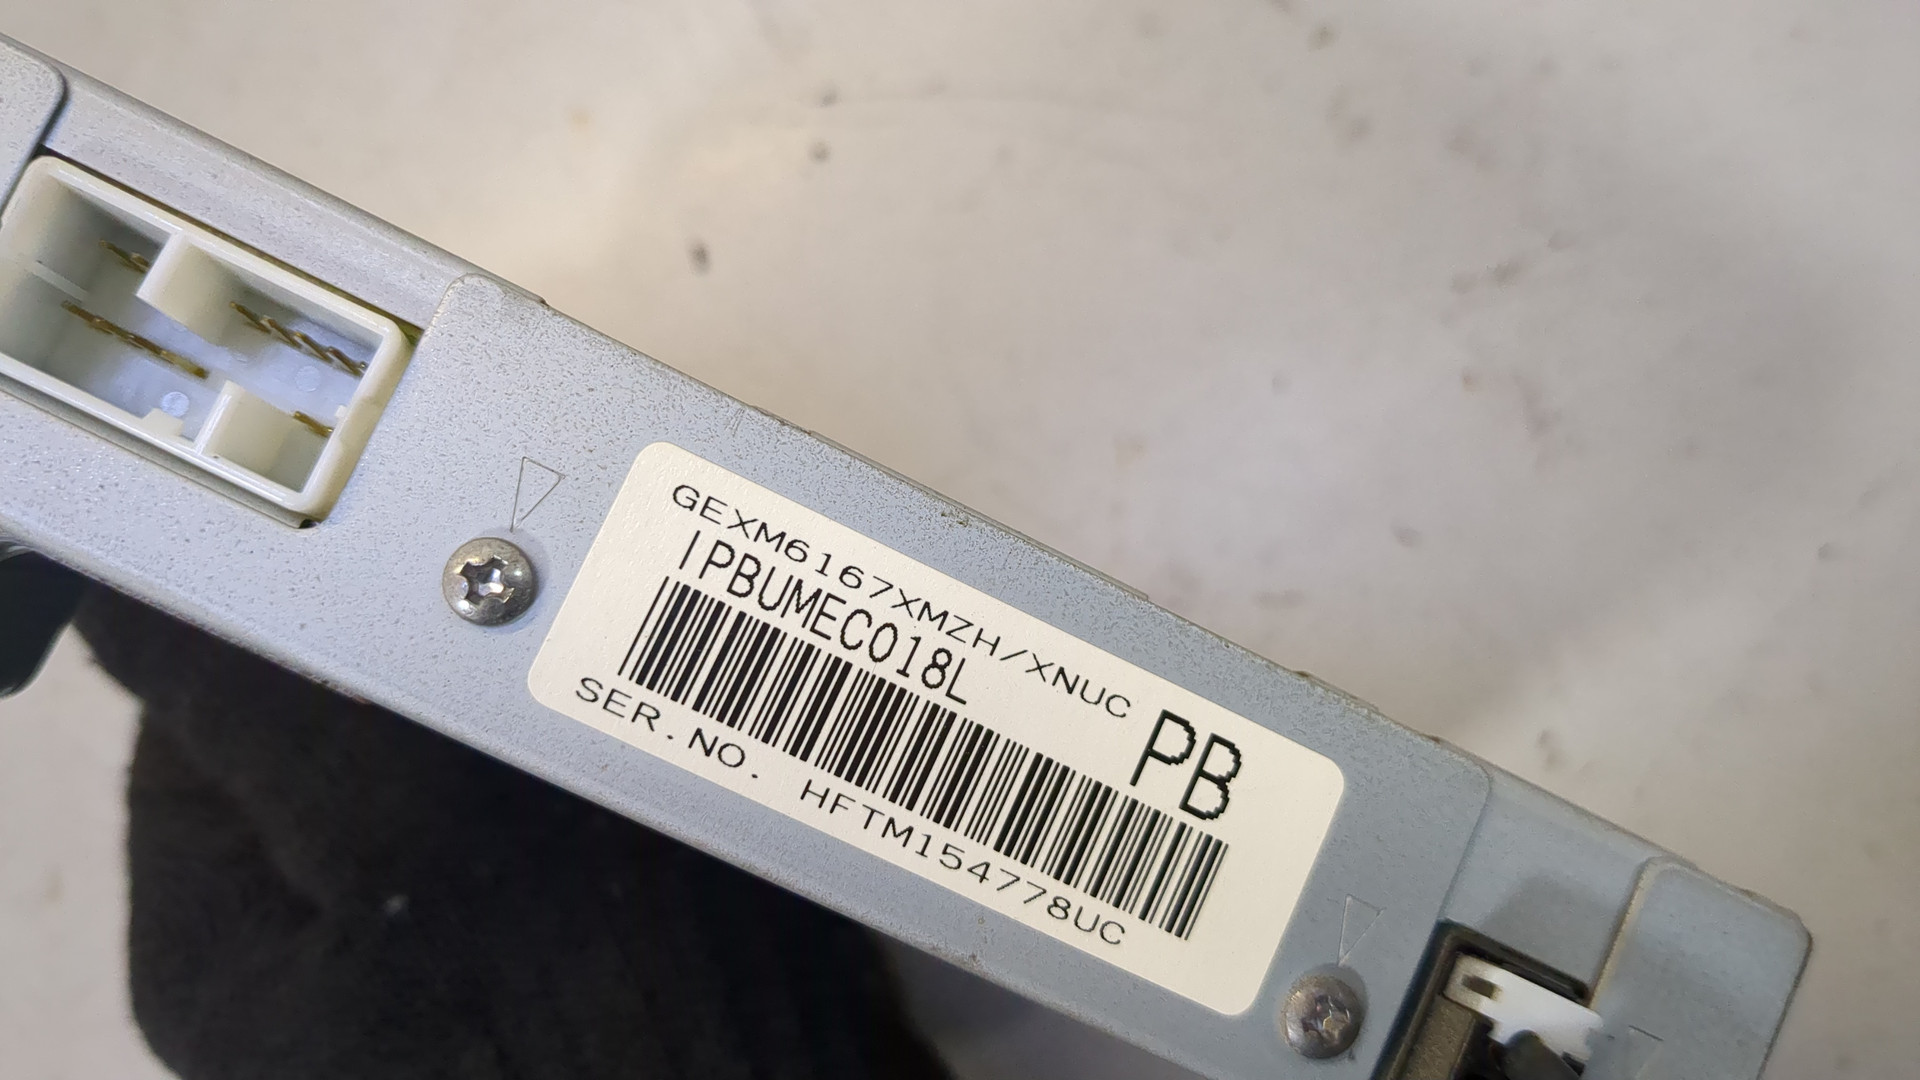 GEXM6167XMZH/XNUC
IPBUMEC018L
PB
SER.NO. HFTM154778UC